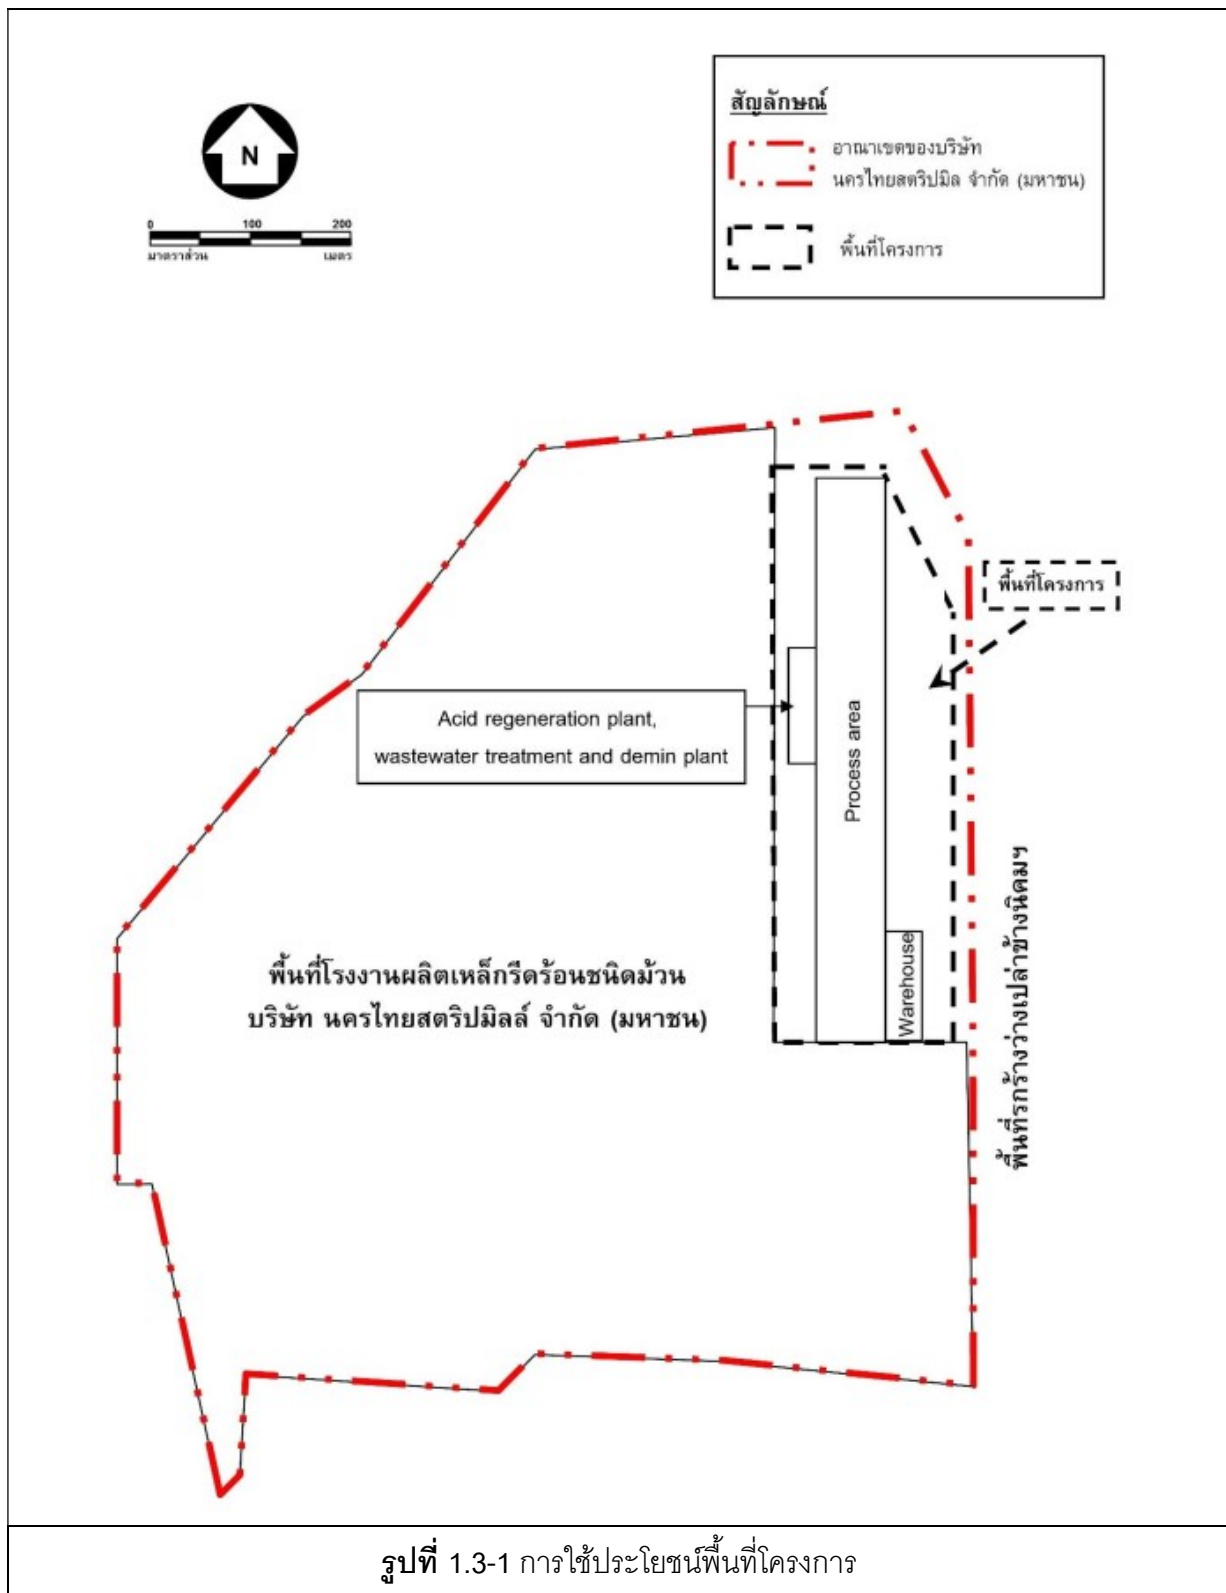 สัญลักษณ์
อาณาเขตของบริษัท
นครไทยสตริปมิล จำกัด (มหาชน)
พื้นที่โครงการ
N
0 100 200
มาตราส่วน เมตร
พื้นที่โครงการ
Acid regeneration plant,
wastewater treatment and demin plant
Process area
Warehouse
พื้นที่รกร้างว่างเปล่าข้างนิคมฯ
พื้นที่โรงงานผลิตเหล็กรีดร้อนชนิดม้วน
บริษัท นครไทยสตริปมิลล์ จำกัด (มหาชน)
รูปที่ 1.3-1 การใช้ประโยชน์พื้นที่โครงการ